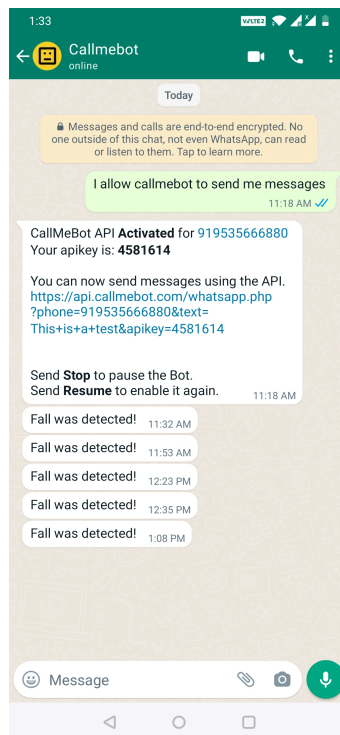 1:33
VoLTE2
Callmebot
online
Today
Messages and calls are end-to-end encrypted. No
one outside of this chat, not even WhatsApp, can read
or listen to them. Tap to learn more.
I allow callmebot to send me messages
11:18 AM
CallMeBot API Activated for 919535666880
Your apikey is: 4581614
You can now send messages using the API.
https://api.callmebot.com/whatsapp.php
?phone=919535666880&text=
This+is+a+test&apikey=4581614
Send Stop to pause the Bot.
Send Resume to enable it again.
11:18 AM
Fall was detected! 11:32 AM
Fall was detected! 11:53 AM
Fall was detected! 12:23 PM
Fall was detected! 12:35 PM
Fall was detected! 1:08 PM
Message